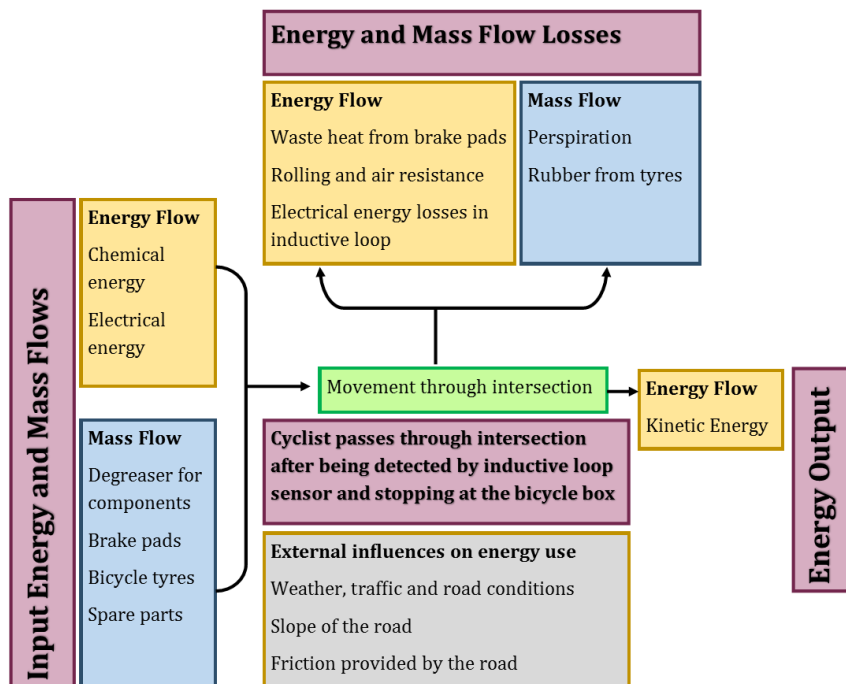 Energy and Mass Flow Losses
Energy Flow
Waste heat from brake pads
Rolling and air resistance
Electrical energy losses in
inductive loop
Mass Flow
Perspiration
Rubber from tyres
Input Energy and Mass Flows
Energy Flow
Chemical
energy
Electrical
energy
Mass Flow
Degreaser for
components
Brake pads
Bicycle tyres
Spare parts
Movement through intersection
Cyclist passes through intersection
after being detected by inductive loop
sensor and stopping at the bicycle box
External influences on energy use
Weather, traffic and road conditions
Slope of the road
Friction provided by the road
Energy Flow
Kinetic Energy
Energy Output